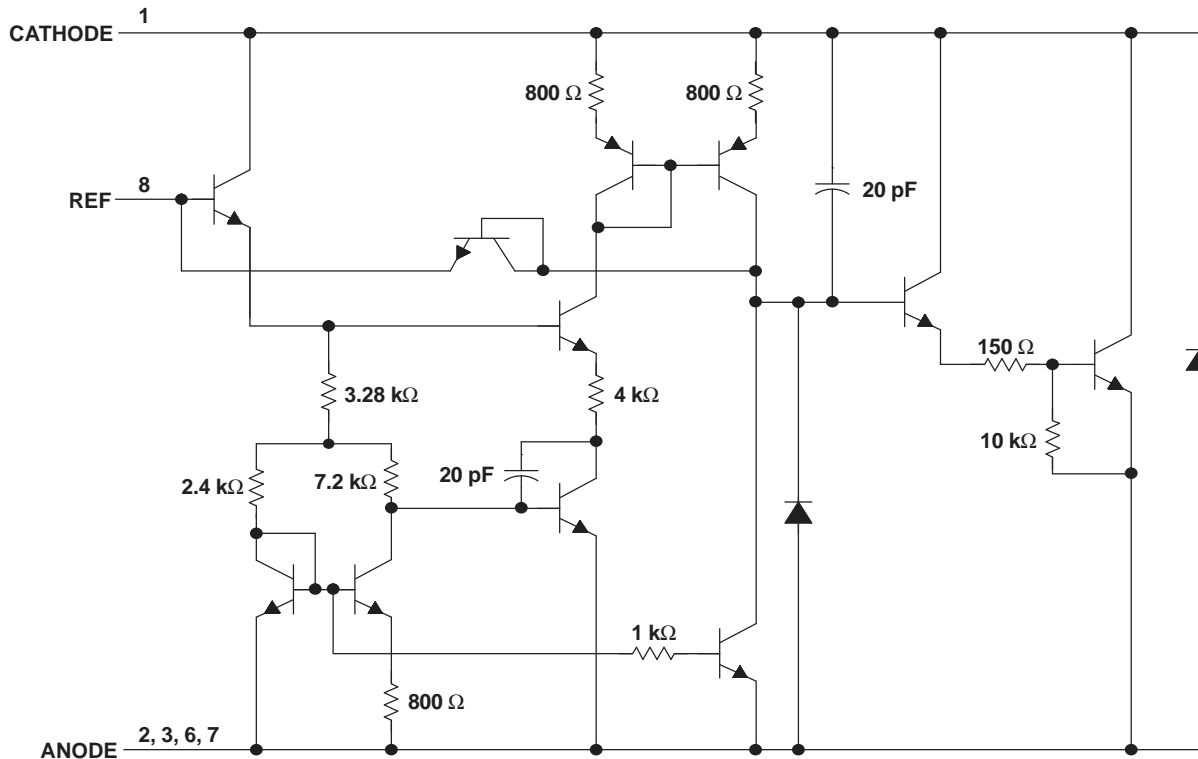 1
CATHODE
800 Ω
800 Ω
8
REF
20 pF
150 Ω
3.28 kΩ
4 kΩ
10 kΩ
2.4 kΩ
7.2 kΩ
20 pF
1 kΩ
800 Ω
2, 3, 6, 7
ANODE